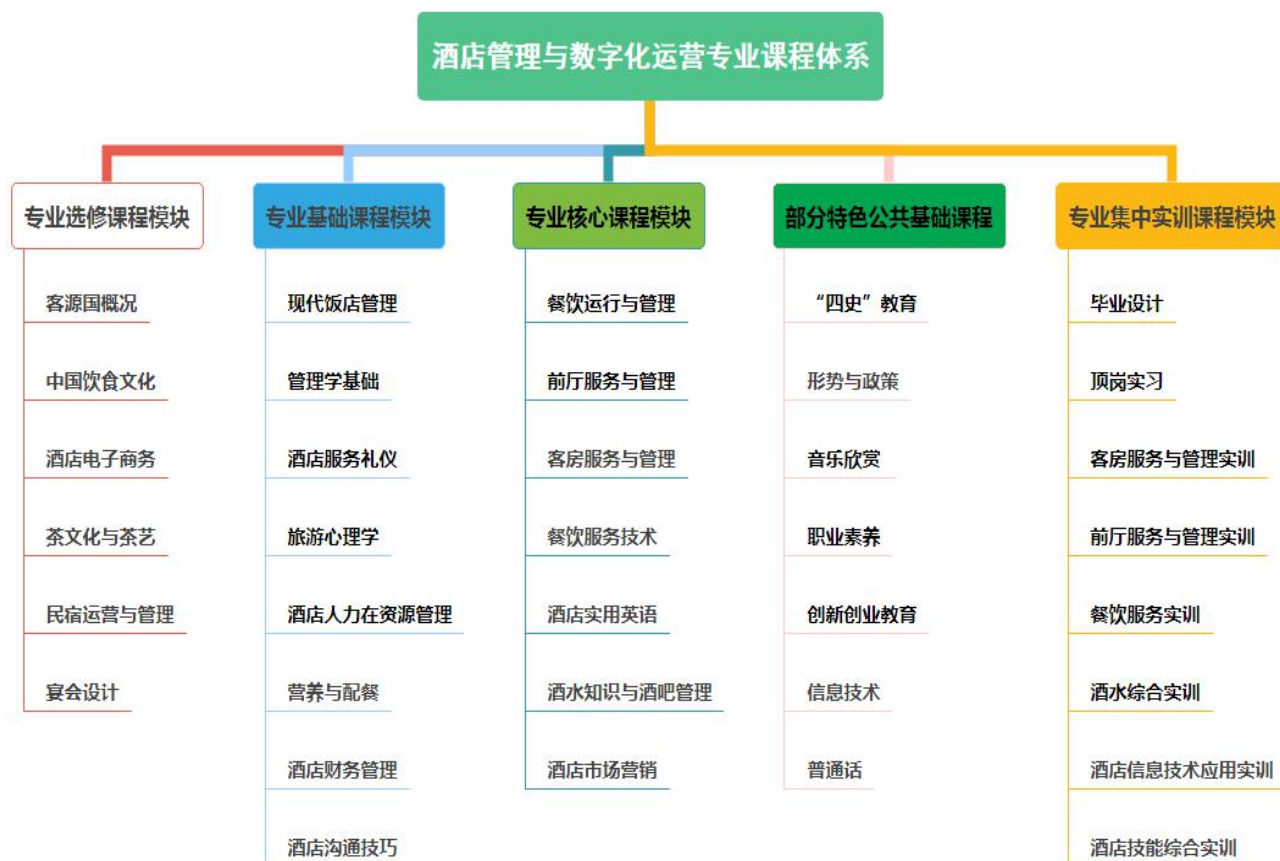 酒店管理与数字化运营专业课程体系
专业选修课程模块
客源国概况
中国饮食文化
酒店电子商务
茶文化与茶艺
民宿运营与管理
宴会设计
专业基础课程模块
现代饭店管理
管理学基础
酒店服务礼仪
旅游心理学
酒店人力在资源管理
营养与配餐
酒店财务管理
酒店沟通技巧
专业核心课程模块
餐饮运行与管理
前厅服务与管理
客房服务与管理
餐饮服务技术
酒店实用英语
酒水知识与酒吧管理
酒店市场营销
部分特色公共基础课程
“四史”教育
形势与政策
音乐欣赏
职业素养
创新创业教育
信息技术
普通话
专业集中实训课程模块
毕业设计
顶岗实习
客房服务与管理实训
前厅服务与管理实训
餐饮服务实训
酒水综合实训
酒店信息技术应用实训
酒店技能综合实训